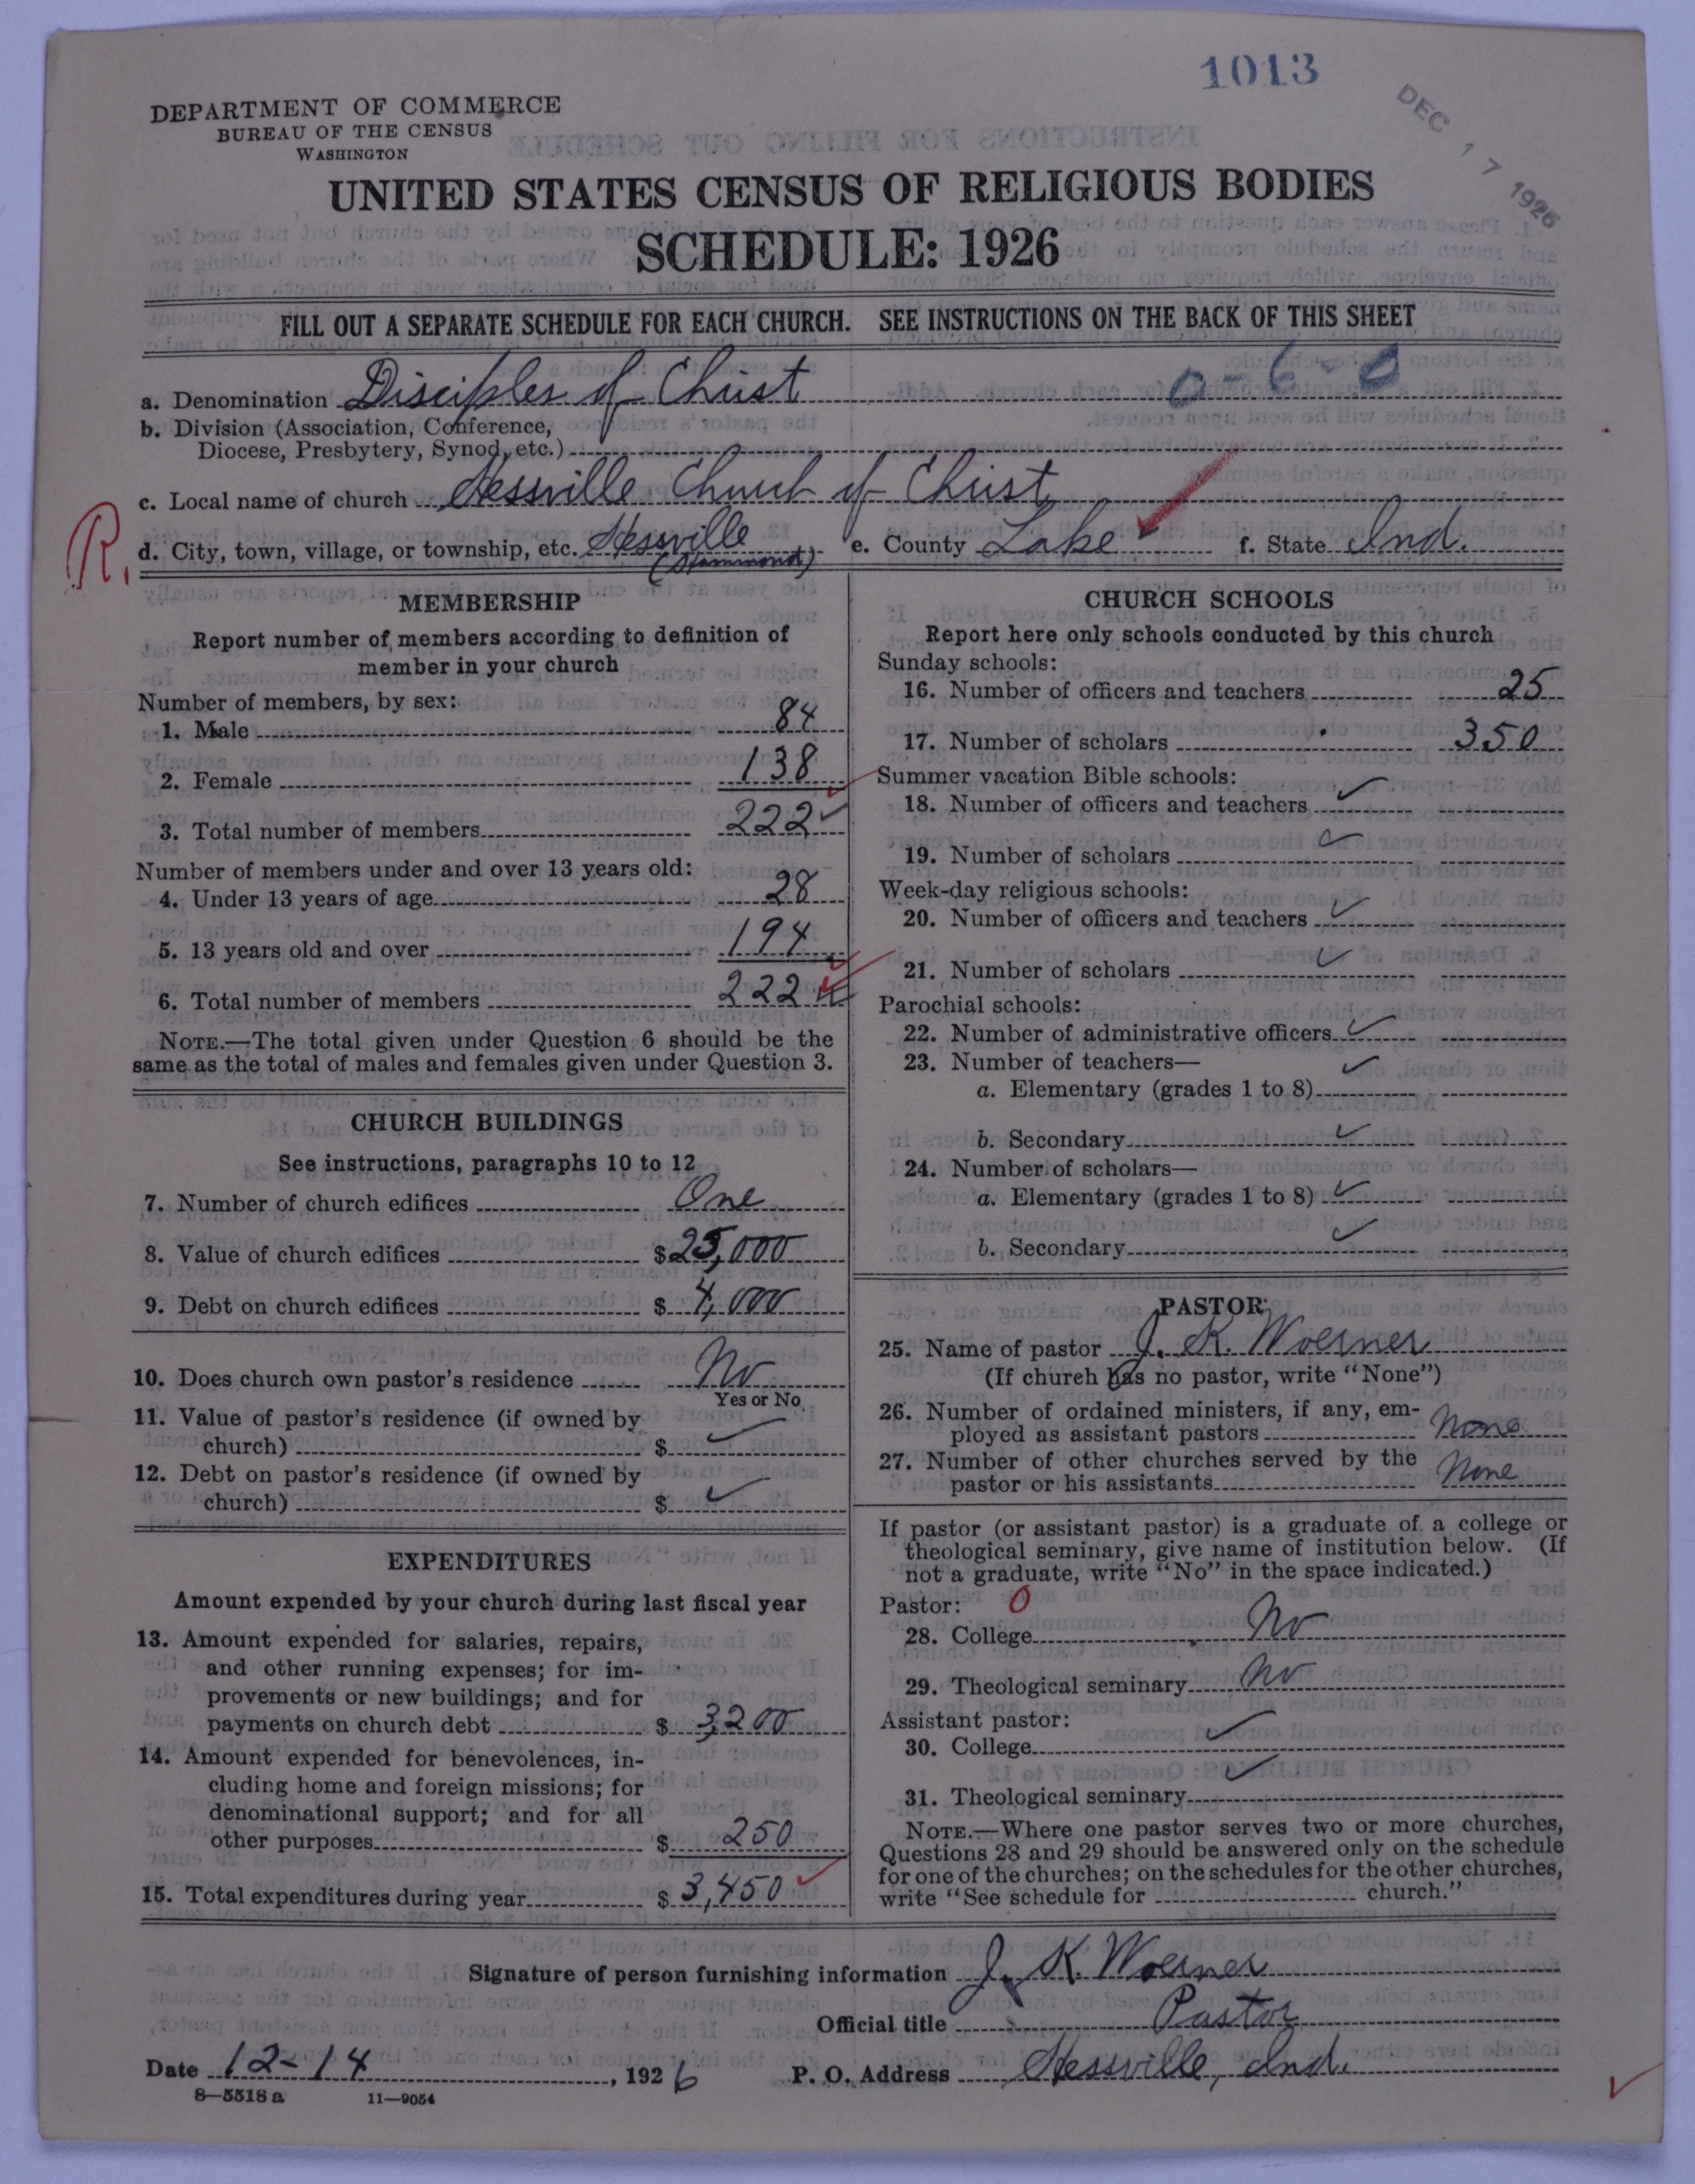 1013
DEC 17 1926
DEPARTMENT OF COMMERCE
BUREAU OF THE CENSUS
WASHINGTON
UNITED STATES CENSUS OF RELIGIOUS BODIES
SCHEDULE: 1926
FILL OUT A SEPARATE SCHEDULE FOR EACH CHURCH. SEE INSTRUCTIONS ON THE BACK OF THIS SHEET
0-6-0
a. Denomination Disciples of Christ
b. Division (Association, Conference,
Diocese, Presbytery, Synod, etc.)
c. Local name of church Hessville Church of Christ
R. d. City, town, village, or township, etc. Hessville (Hammond) e. County Lake ✓ f. State Ind.
MEMBERSHIP
Report number of members according to definition of
member in your church
Number of members, by sex:
1. Male 84
2. Female 138
3. Total number of members 222 ✓
Number of members under and over 13 years old:
4. Under 13 years of age 28
5. 13 years old and over 194
6. Total number of members 222 ✓
NOTE.—The total given under Question 6 should be the
same as the total of males and females given under Question 3.
CHURCH BUILDINGS
See instructions, paragraphs 10 to 12
7. Number of church edifices One
8. Value of church edifices $25,000
9. Debt on church edifices $ 4,000
10. Does church own pastor's residence No
Yes or No
11. Value of pastor's residence (if owned by
church) $ ✓
12. Debt on pastor's residence (if owned by
church) $ ✓
EXPENDITURES
Amount expended by your church during last fiscal year
13. Amount expended for salaries, repairs,
and other running expenses; for im-
provements or new buildings; and for
payments on church debt $ 3,200
14. Amount expended for benevolences, in-
cluding home and foreign missions; for
denominational support; and for all
other purposes $ 250
15. Total expenditures during year $ 3,450 ✓
CHURCH SCHOOLS
Report here only schools conducted by this church
Sunday schools:
16. Number of officers and teachers 25
17. Number of scholars 350
Summer vacation Bible schools:
18. Number of officers and teachers ✓
19. Number of scholars ✓
Week-day religious schools:
20. Number of officers and teachers ✓
21. Number of scholars ✓
Parochial schools:
22. Number of administrative officers ✓
23. Number of teachers—
a. Elementary (grades 1 to 8) ✓
b. Secondary ✓
24. Number of scholars—
a. Elementary (grades 1 to 8) ✓
b. Secondary ✓
PASTOR
25. Name of pastor J. K. Woerner
(If church has no pastor, write "None")
26. Number of ordained ministers, if any, em-
ployed as assistant pastors None
27. Number of other churches served by the
pastor or his assistants None
If pastor (or assistant pastor) is a graduate of a college or
theological seminary, give name of institution below. (If
not a graduate, write "No" in the space indicated.)
Pastor: 0
28. College No
29. Theological seminary No
Assistant pastor:
30. College ✓
31. Theological seminary ✓
NOTE.—Where one pastor serves two or more churches,
Questions 28 and 29 should be answered only on the schedule
for one of the churches; on the schedules for the other churches,
write "See schedule for church."
Signature of person furnishing information J. K. Woerner
Official title Pastor
Date 12-14, 1926 P. O. Address Hessville, Ind.
8—5518 a 11—9054